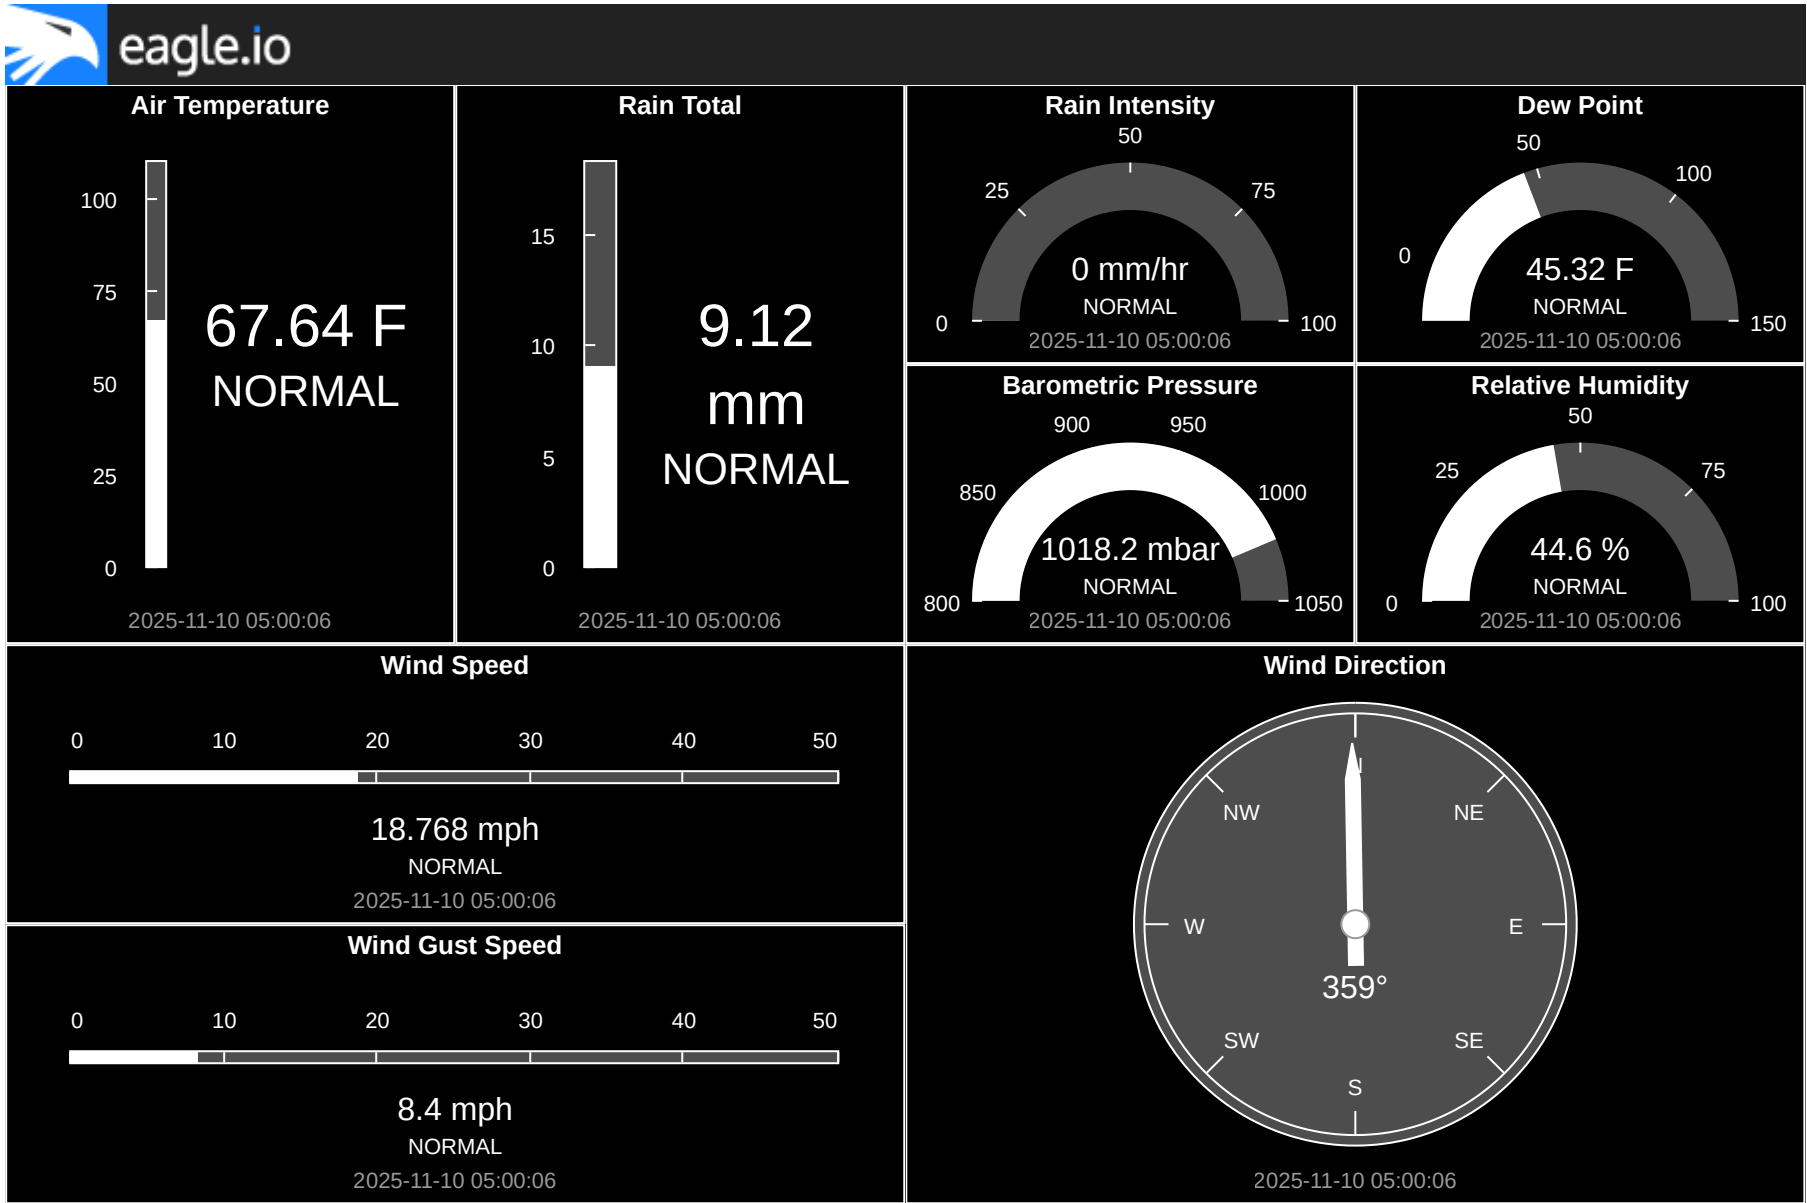 eagle.io
Air Temperature
100
75
50
25
0
67.64 F
NORMAL
2025-11-10 05:00:06
Rain Total
15
10
5
0
9.12
mm
NORMAL
2025-11-10 05:00:06
Rain Intensity
0
25
50
75
100
0 mm/hr
NORMAL
2025-11-10 05:00:06
Dew Point
0
50
100
150
45.32 F
NORMAL
2025-11-10 05:00:06
Barometric Pressure
800
850
900
950
1000
1050
1018.2 mbar
NORMAL
2025-11-10 05:00:06
Relative Humidity
0
25
50
75
100
44.6 %
NORMAL
2025-11-10 05:00:06
Wind Speed
0 10 20 30 40 50
18.768 mph
NORMAL
2025-11-10 05:00:06
Wind Gust Speed
0 10 20 30 40 50
8.4 mph
NORMAL
2025-11-10 05:00:06
Wind Direction
NW NE
W E
359°
SW SE
S
2025-11-10 05:00:06